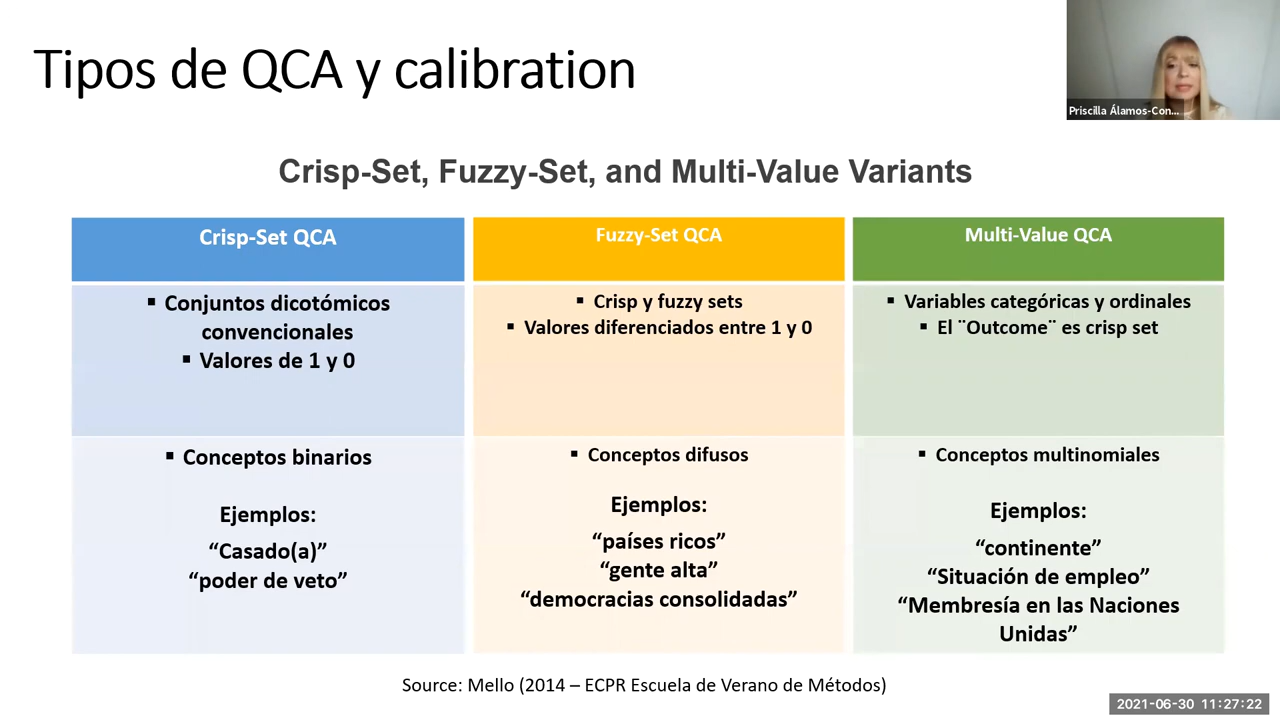 Tipos de QCA y calibration
Priscilla Álamos-Con...
Crisp-Set, Fuzzy-Set, and Multi-Value Variants
Crisp-Set QCA
Fuzzy-Set QCA
Multi-Value QCA
▪ Conjuntos dicotómicos
convencionales
▪ Valores de 1 y 0
▪ Crisp y fuzzy sets
▪ Valores diferenciados entre 1 y 0
▪ Variables categóricas y ordinales
▪ El ¨Outcome¨ es crisp set
▪ Conceptos binarios
Ejemplos:
“Casado(a)”
“poder de veto”
▪ Conceptos difusos
Ejemplos:
“países ricos”
“gente alta”
“democracias consolidadas”
▪ Conceptos multinomiales
Ejemplos:
“continente”
“Situación de empleo”
“Membresía en las Naciones
Unidas”
Source: Mello (2014 – ECPR Escuela de Verano de Métodos)
2021-06-30 11:27:22